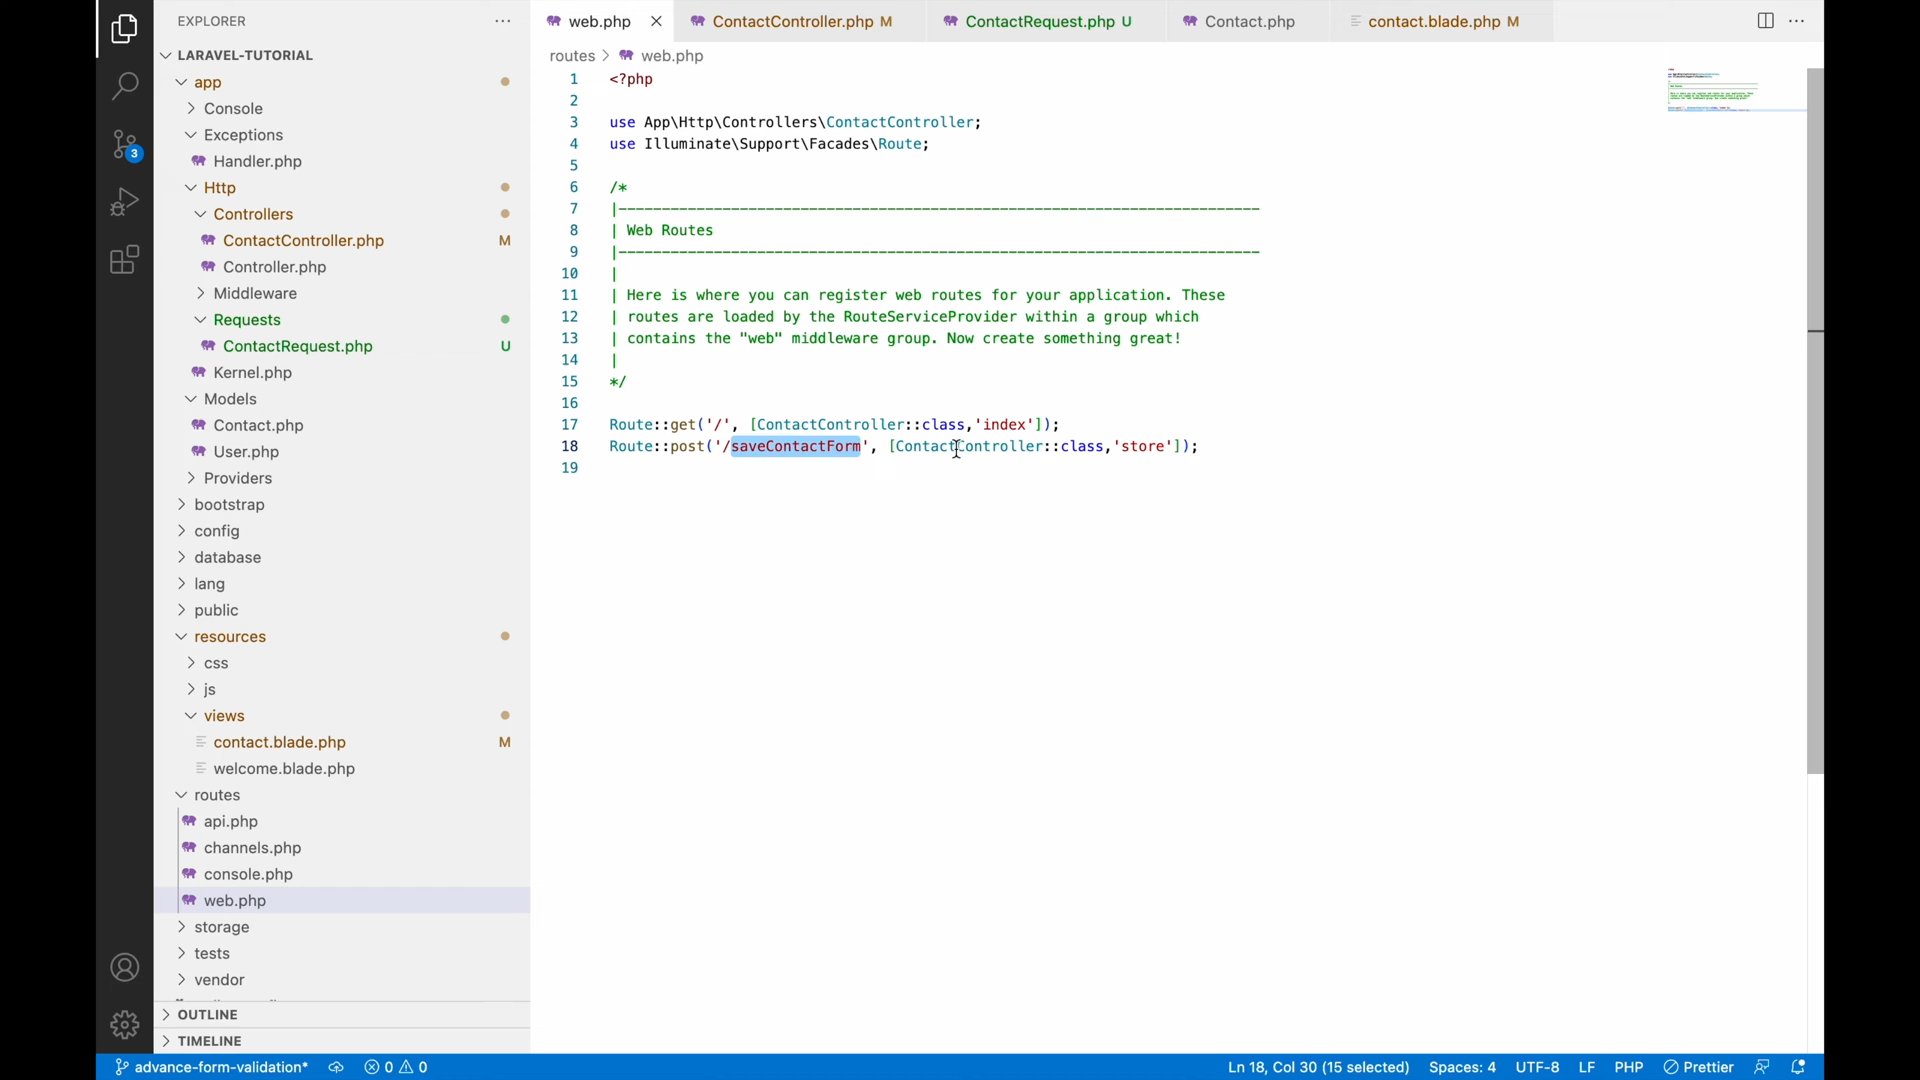 EXPLORER
LARAVEL-TUTORIAL
app
Console
Exceptions
Handler.php
Http
Controllers
ContactController.php M
Controller.php
Middleware
Requests
ContactRequest.php U
Kernel.php
Models
Contact.php
User.php
Providers
bootstrap
config
database
lang
public
resources
css
js
views
contact.blade.php M
welcome.blade.php
routes
api.php
channels.php
console.php
web.php
storage
tests
vendor
OUTLINE
TIMELINE
3
web.php ContactController.php M ContactRequest.php U Contact.php contact.blade.php M
routes > web.php
1 <?php
2
3 use App\Http\Controllers\ContactController;
4 use Illuminate\Support\Facades\Route;
5
6 /*
7 |--------------------------------------------------------------------------
8 | Web Routes
9 |--------------------------------------------------------------------------
10 |
11 | Here is where you can register web routes for your application. These
12 | routes are loaded by the RouteServiceProvider within a group which
13 | contains the "web" middleware group. Now create something great!
14 |
15 */
16
17 Route::get('/', [ContactController::class,'index']);
18 Route::post('/saveContactForm', [ContactController::class,'store']);
19
advance-form-validation* 0 0 Ln 18, Col 30 (15 selected) Spaces: 4 UTF-8 LF PHP Prettier